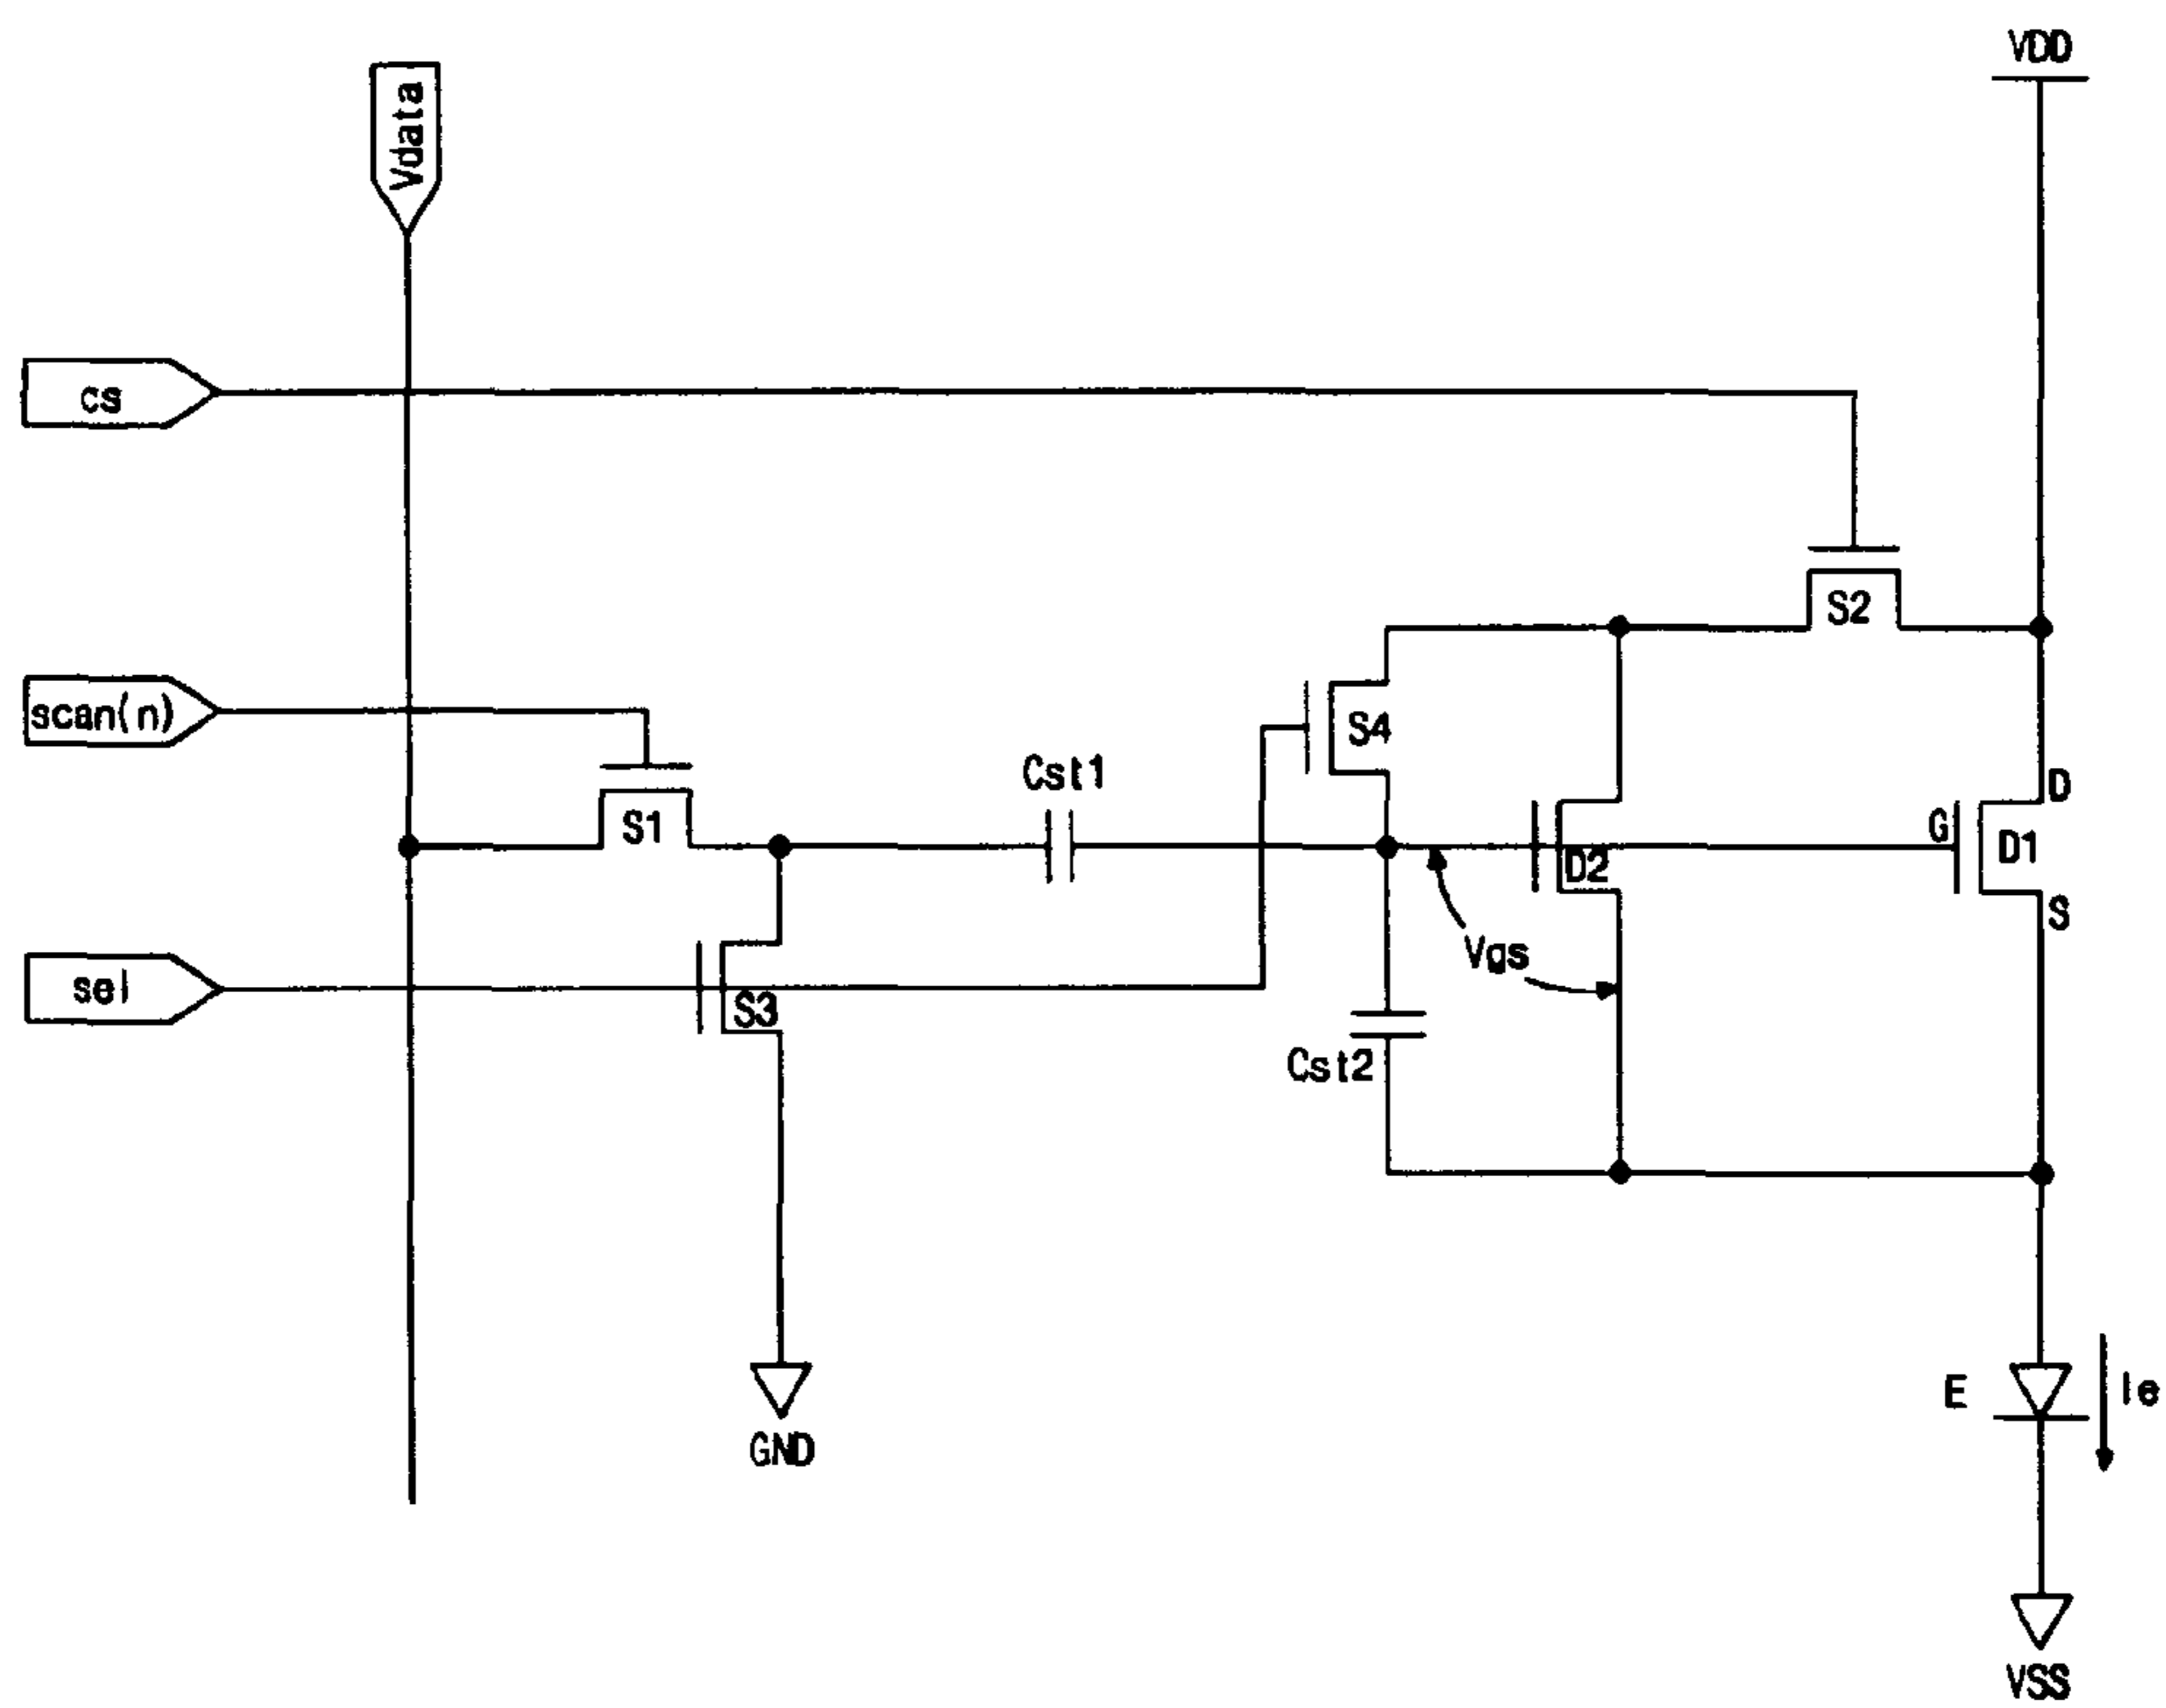 VDD
Vdata
cs
S2
scan(n)
S4
Cst1
D
S1
G
D1
D2
S
Vgs
sel
S3
Cst2
E
Ie
GND
VSS